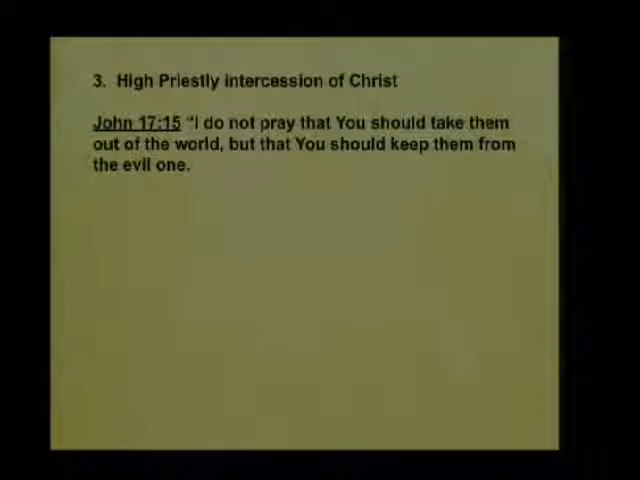 3. High Priestly intercession of Christ
John 17:15 “I do not pray that You should take them
out of the world, but that You should keep them from
the evil one.